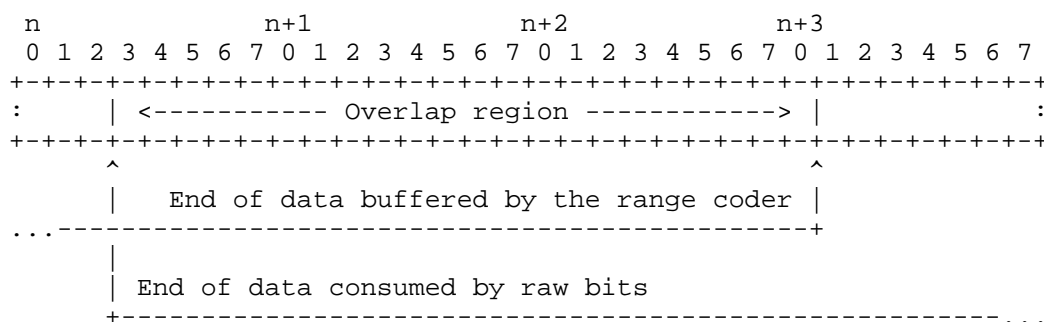 n               n+1             n+2             n+3
 0 1 2 3 4 5 6 7 0 1 2 3 4 5 6 7 0 1 2 3 4 5 6 7 0 1 2 3 4 5 6 7
+-+-+-+-+-+-+-+-+-+-+-+-+-+-+-+-+-+-+-+-+-+-+-+-+-+-+-+-+-+-+-+-+
:     | <----------- Overlap region ------------> |             :
+-+-+-+-+-+-+-+-+-+-+-+-+-+-+-+-+-+-+-+-+-+-+-+-+-+-+-+-+-+-+-+-+
      ^                                           ^
      |   End of data buffered by the range coder |
...-----------------------------------------------+
      |
      | End of data consumed by raw bits
      +-------------------------------------------------------...